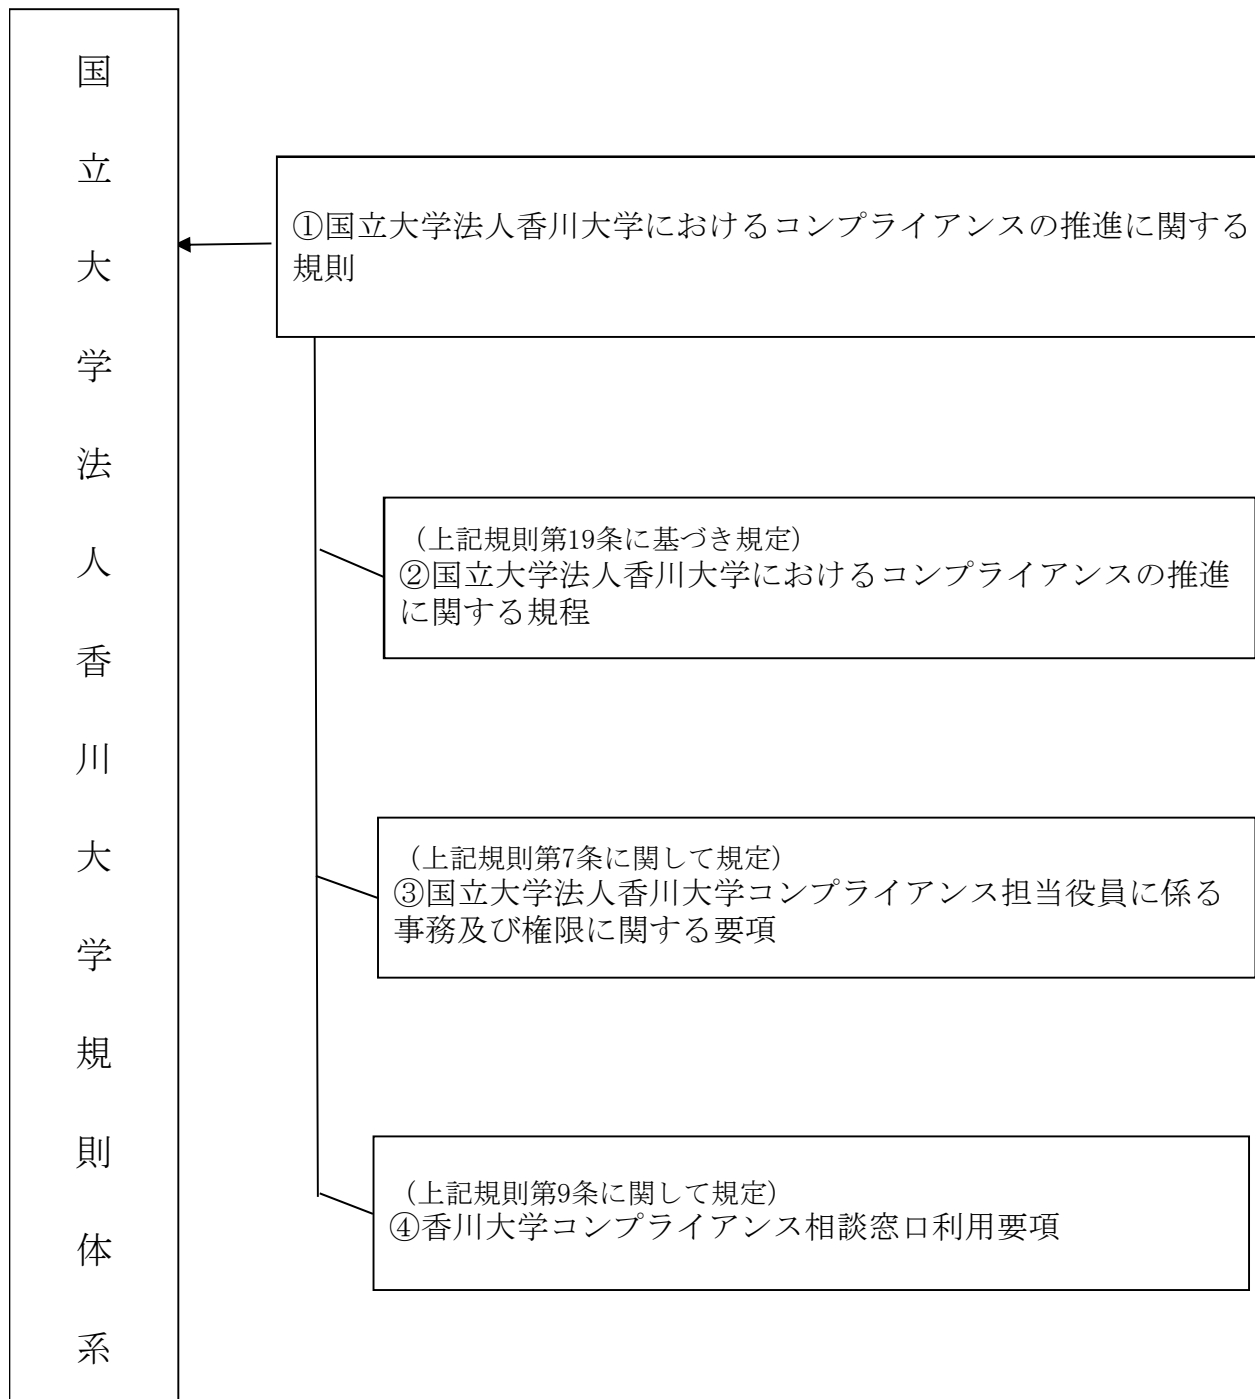 国立大学法人香川大学規則体系
①国立大学法人香川大学におけるコンプライアンスの推進に関する
規則
（上記規則第19条に基づき規定）
②国立大学法人香川大学におけるコンプライアンスの推進
に関する規程
（上記規則第7条に関して規定）
③国立大学法人香川大学コンプライアンス担当役員に係る
事務及び権限に関する要項
（上記規則第9条に関して規定）
④香川大学コンプライアンス相談窓口利用要項